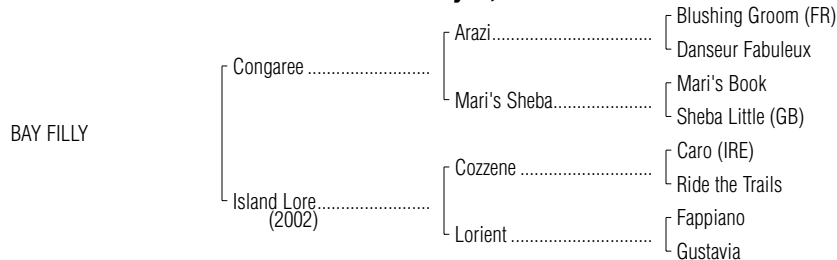 Blushing Groom (FR)
Arazi
Danseur Fabuleux
Congaree
Mari's Book
Mari's Sheba
Sheba Little (GB)
BAY FILLY
Caro (IRE)
Cozzene
Ride the Trails
Island Lore
(2002)
Fappiano
Lorient
Gustavia